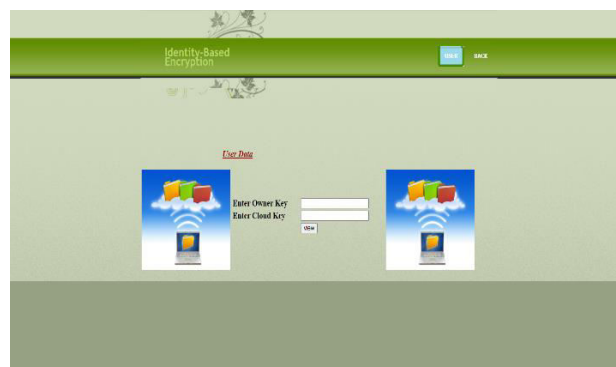 Identity-Based
Encryption
BACK
User Data
Enter Owner Key
Enter Cloud Key
VIEW